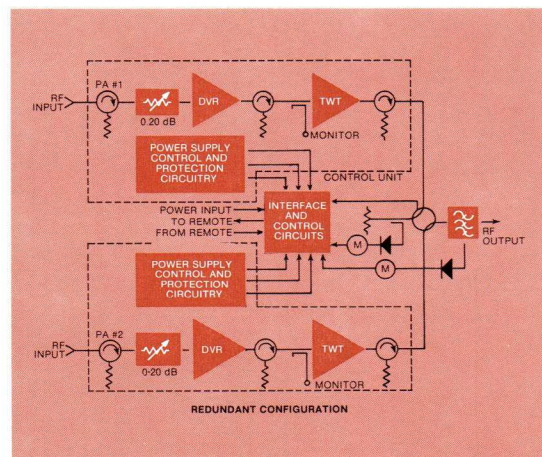 PA #1
RF
INPUT
0.20 dB
DVR
TWT
MONITOR
POWER SUPPLY
CONTROL AND
PROTECTION
CIRCUITRY
CONTROL UNIT
POWER INPUT
TO REMOTE
FROM REMOTE
INTERFACE
AND
CONTROL
CIRCUITS
M
M
RF
OUTPUT
POWER SUPPLY
CONTROL AND
PROTECTION
CIRCUITRY
PA #2
RF
INPUT
0-20 dB
DVR
TWT
MONITOR
REDUNDANT CONFIGURATION